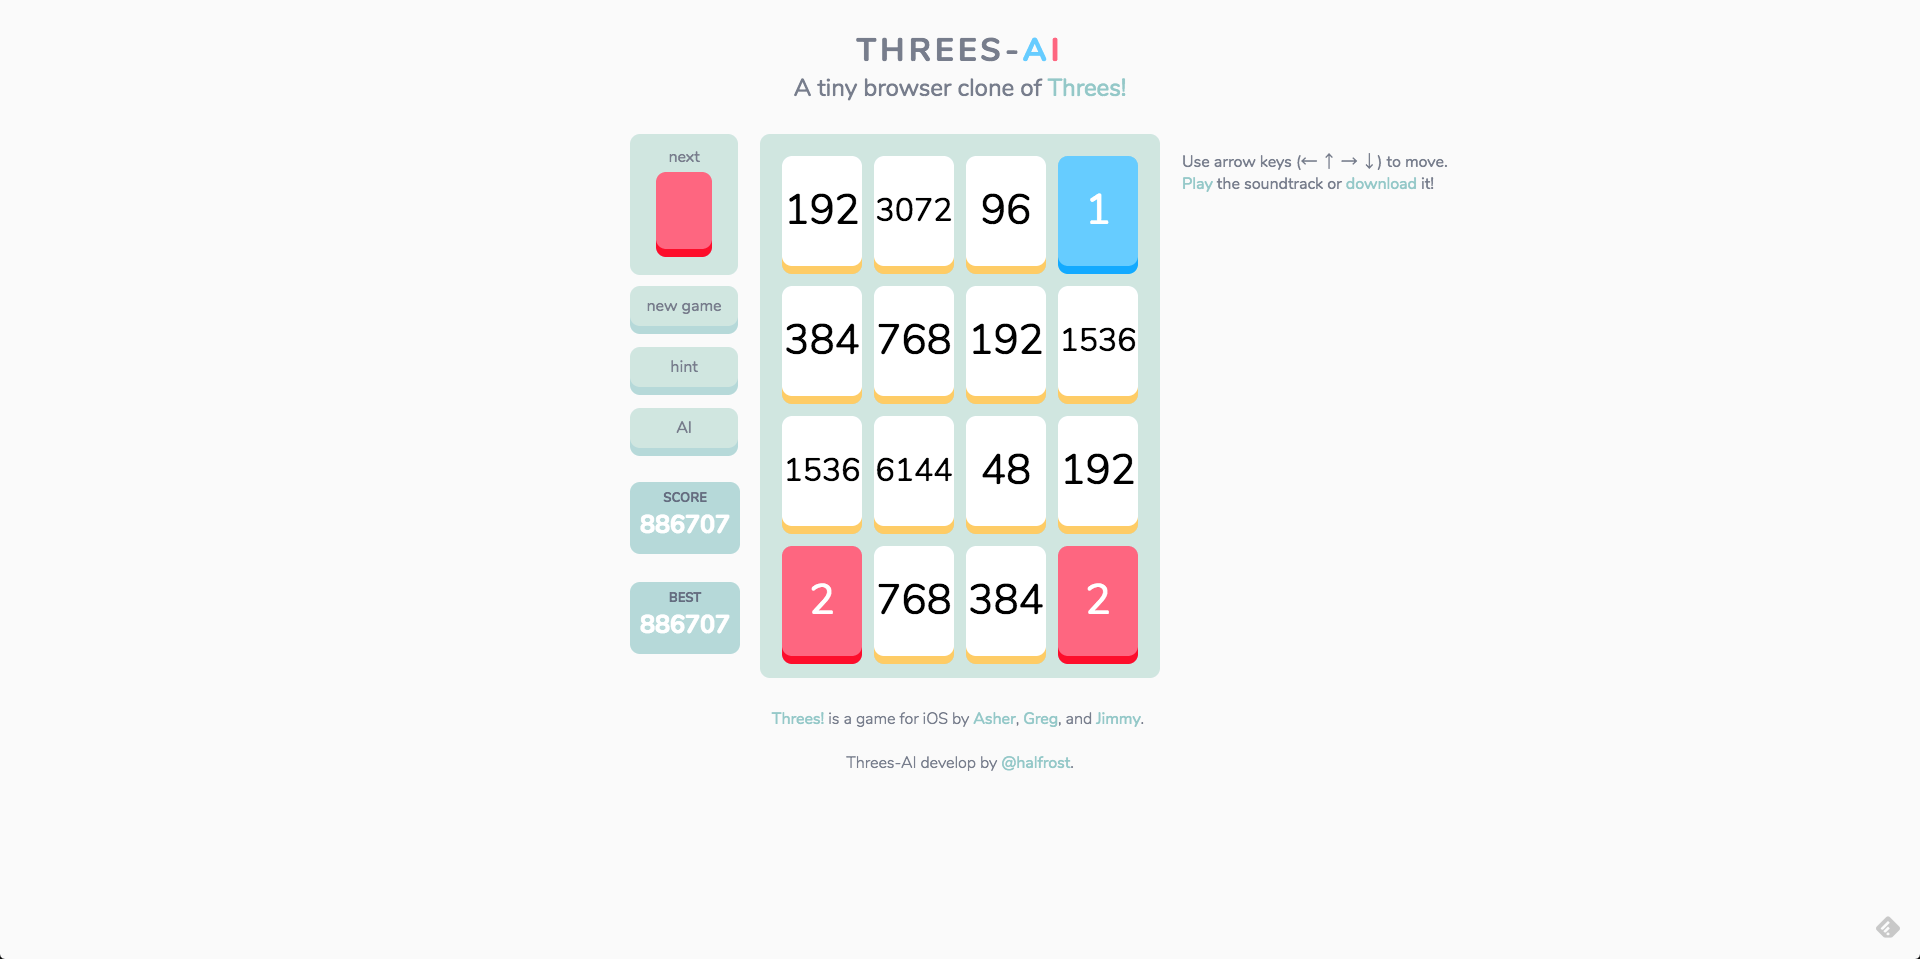 THREES-AI
A tiny browser clone of Threes!
next
new game
hint
AI
SCORE
886707
BEST
886707
192 3072 96 1
384 768 192 1536
1536 6144 48 192
2 768 384 2
Use arrow keys (← ↑ → ↓) to move.
Play the soundtrack or download it!
Threes! is a game for iOS by Asher, Greg, and Jimmy.
Threes-AI develop by @halfrost.